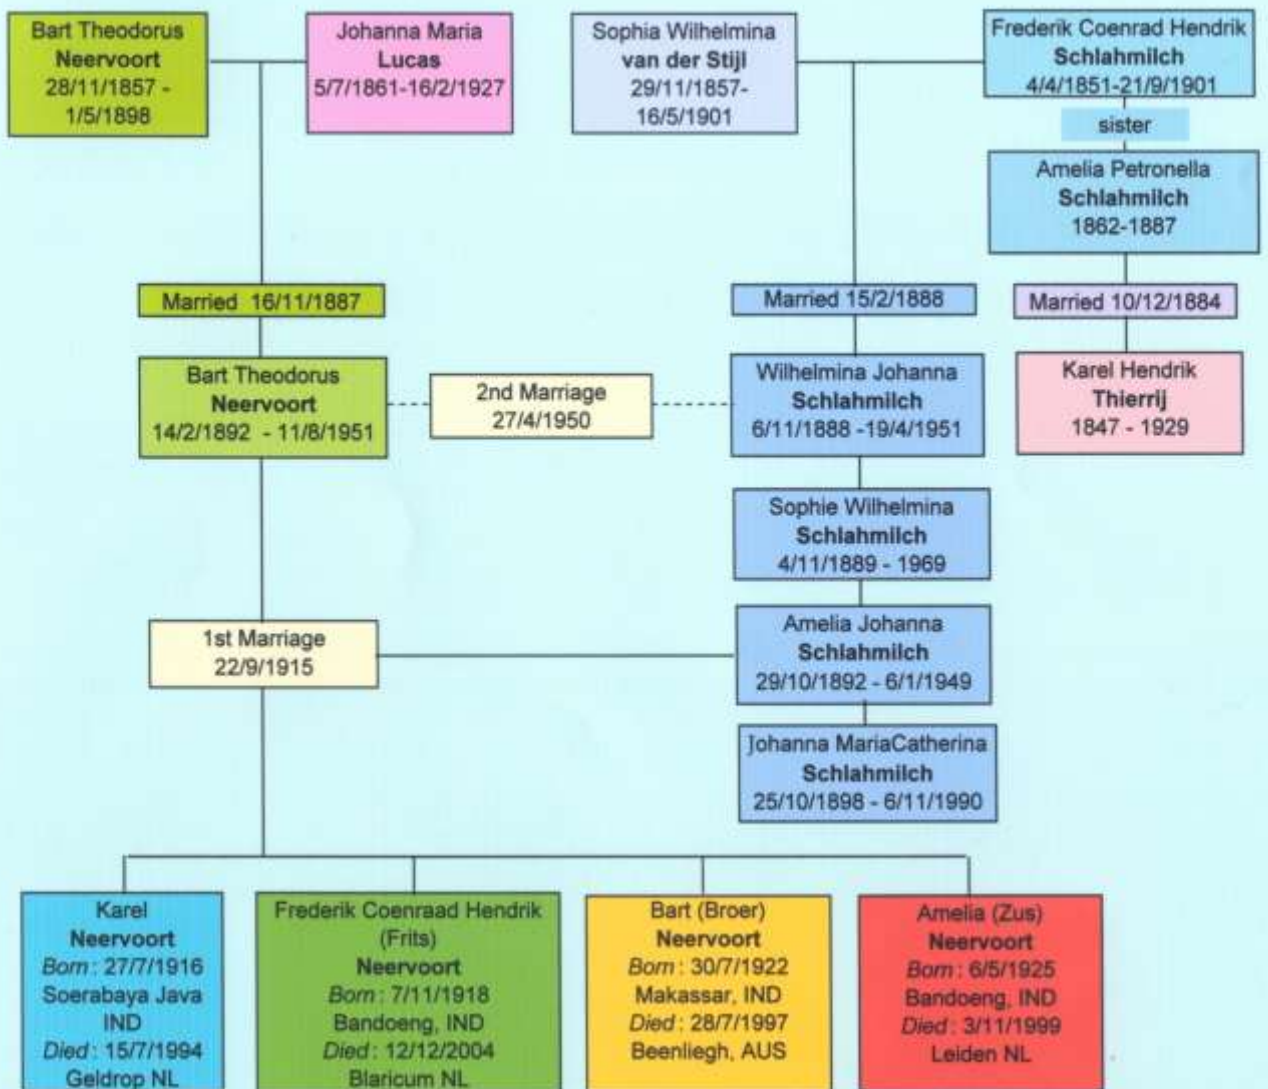 Bart Theodorus
Neervoort
28/11/1857 -
1/5/1898
Johanna Maria
Lucas
5/7/1861-16/2/1927
Sophia Wilhelmina
van der Stijl
29/11/1857-
16/5/1901
Frederik Coenrad Hendrik
Schlahmilch
4/4/1851-21/9/1901
sister
Amelia Petronella
Schlahmilch
1862-1887
Married 16/11/1887
Married 15/2/1888
Married 10/12/1884
Bart Theodorus
Neervoort
14/2/1892 - 11/8/1951
2nd Marriage
27/4/1950
Wilhelmina Johanna
Schlahmilch
6/11/1888 -19/4/1951
Karel Hendrik
Thierrij
1847 - 1929
Sophie Wilhelmina
Schlahmilch
4/11/1889 - 1969
1st Marriage
22/9/1915
Amelia Johanna
Schlahmilch
29/10/1892 - 6/1/1949
Johanna MariaCatherina
Schlahmilch
25/10/1898 - 6/11/1990
Karel
Neervoort
Born: 27/7/1916
Soerabaya Java
IND
Died: 15/7/1994
Geldrop NL
Frederik Coenraad Hendrik
(Frits)
Neervoort
Born: 7/11/1918
Bandoeng, IND
Died: 12/12/2004
Blaricum NL
Bart (Broer)
Neervoort
Born: 30/7/1922
Makassar, IND
Died: 28/7/1997
Beenliegh, AUS
Amelia (Zus)
Neervoort
Born: 6/5/1925
Bandoeng, IND
Died: 3/11/1999
Leiden NL